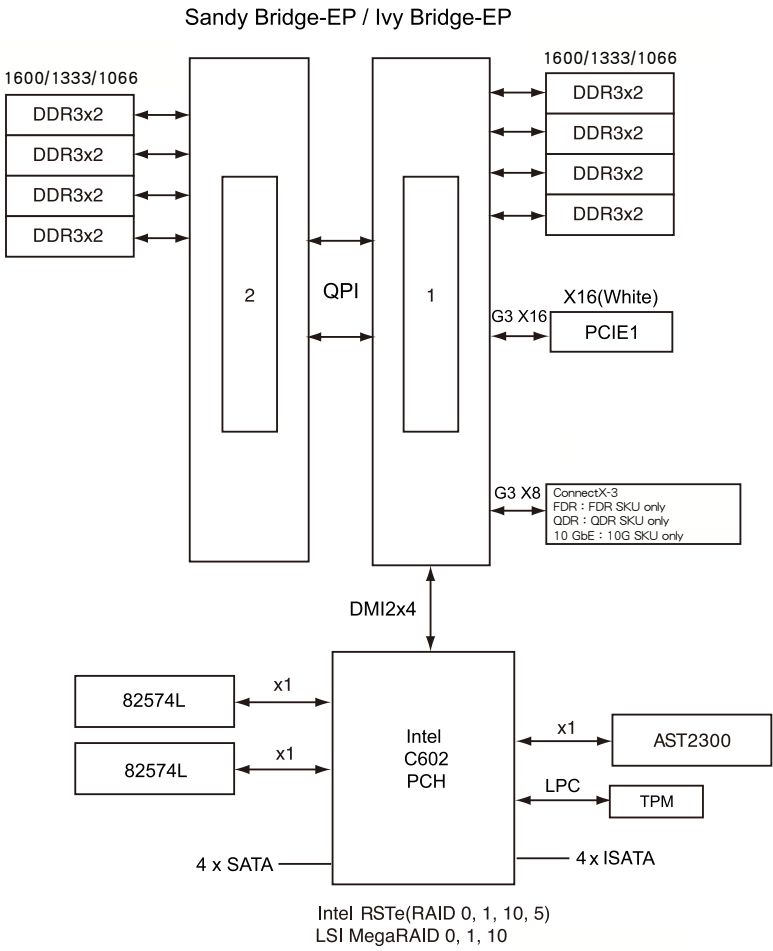 Sandy Bridge-EP / Ivy Bridge-EP
1600/1333/1066
DDR3x2
DDR3x2
DDR3x2
DDR3x2
1600/1333/1066
DDR3x2
DDR3x2
DDR3x2
DDR3x2
2
QPI
1
X16(White)
G3 X16
PCIE1
G3 X8
ConnectX-3
FDR : FDR SKU only
QDR : QDR SKU only
10 GbE : 10G SKU only
DMI2x4
82574L
x1
82574L
x1
Intel
C602
PCH
x1
AST2300
LPC
TPM
4 x SATA
4 x ISATA
Intel RSTe(RAID 0, 1, 10, 5)
LSI MegaRAID 0, 1, 10